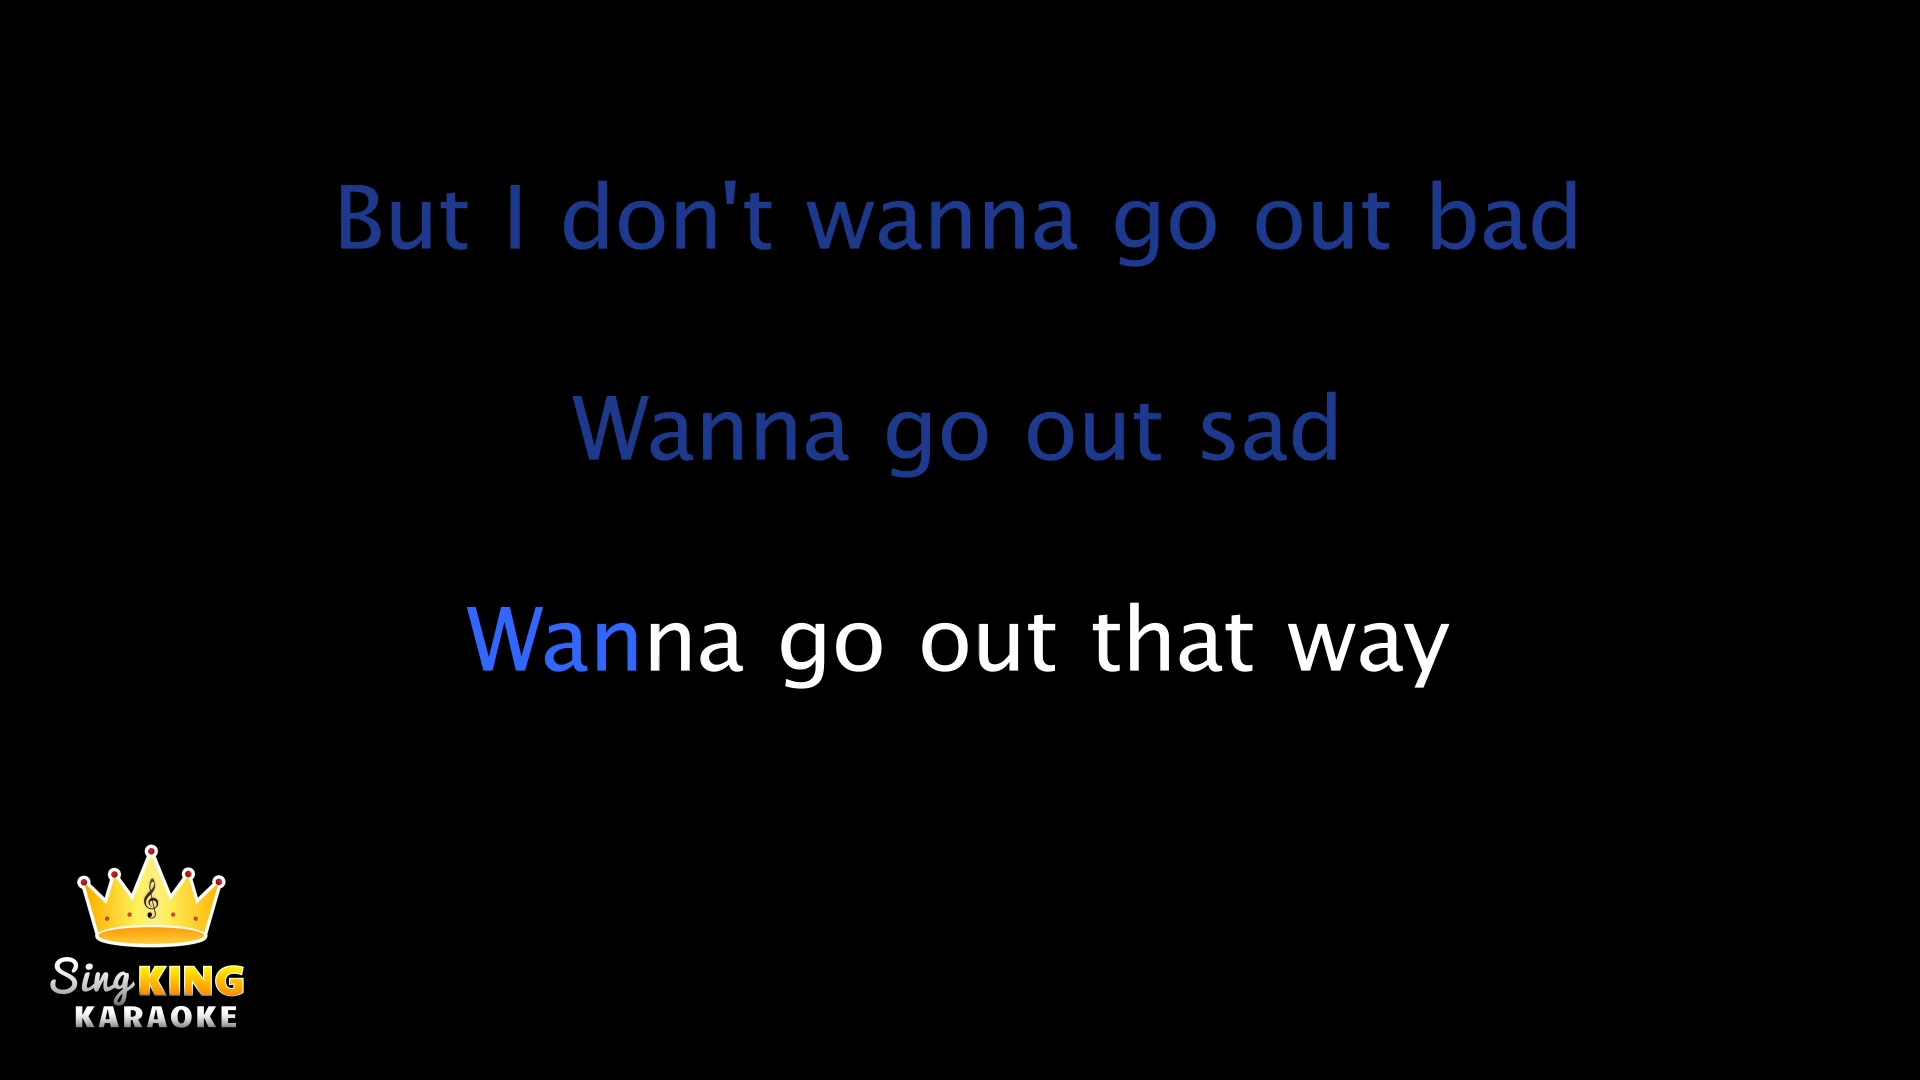 But I don't wanna go out bad
Wanna go out sad
Wanna go out that way
Sing KING
KARAOKE